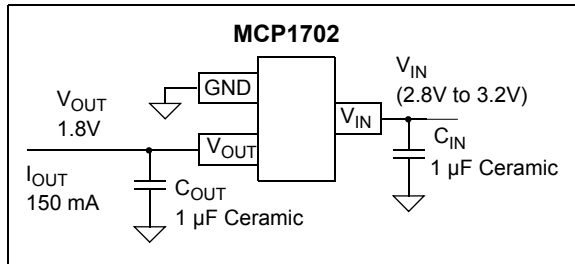 MCP1702
GND
V_IN
(2.8V to 3.2V)
V_OUT
1.8V
V_IN
V_OUT
C_IN
1 µF Ceramic
I_OUT
150 mA
C_OUT
1 µF Ceramic